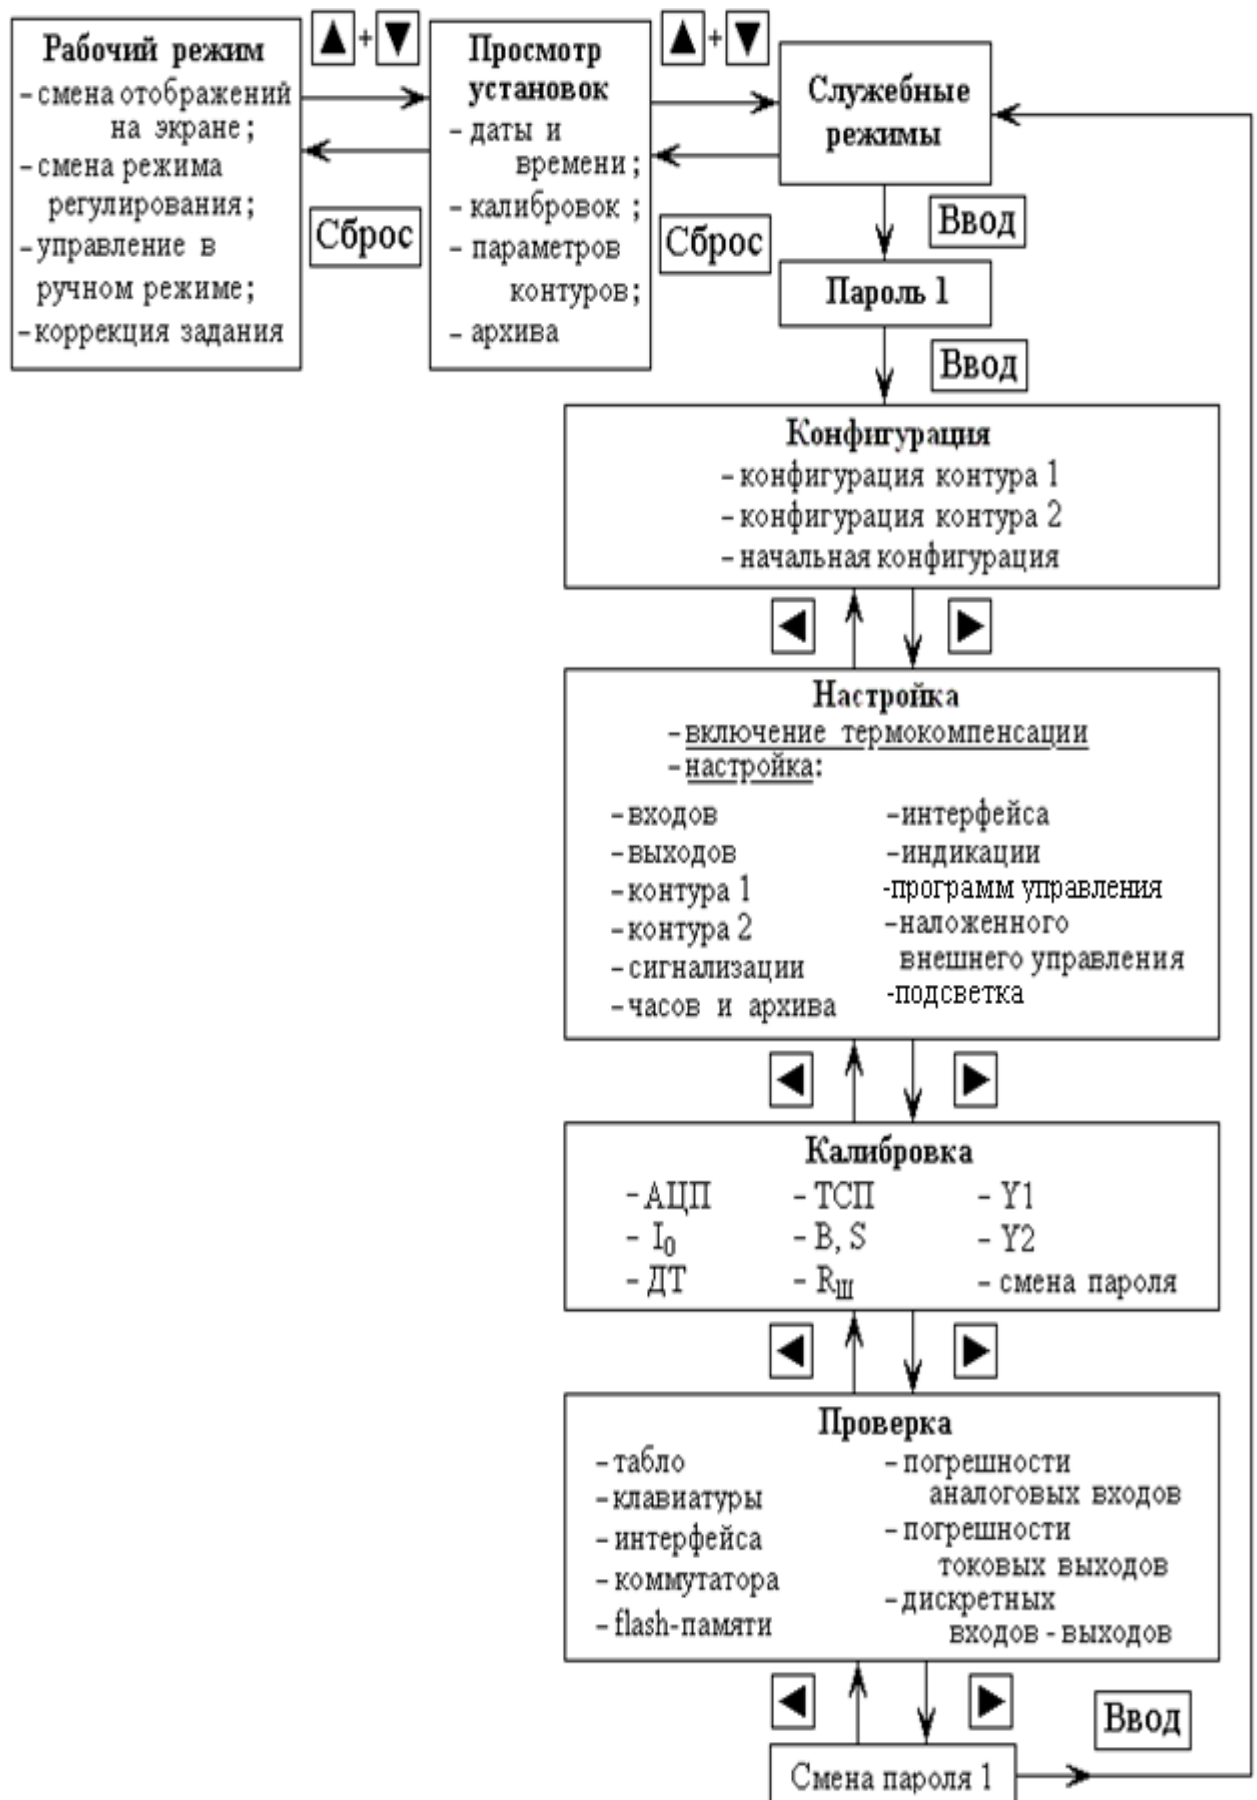 Рабочий режим
– смена отображений
на экране;
– смена режима
регулирования;
– управление в
ручном режиме;
– коррекция задания
▲ + ▼
Сброс
Просмотр
установок
– даты и
времени;
– калибровок ;
– параметров
контуров;
– архива
▲ + ▼
Сброс
Служебные
режимы
Ввод
Пароль 1
Ввод
Конфигурация
– конфигурация контура 1
– конфигурация контура 2
– начальная конфигурация
◄ ►
Настройка
– включение термокомпенсации
– настройка:
– входов
– выходов
– контура 1
– контура 2
– сигнализации
– часов и архива
– интерфейса
– индикации
-программ управления
– наложенного
внешнего управления
-подсветка
◄ ►
Калибровка
– АЦП
– I₀
– ДТ
– ТСП
– B, S
– RШ
– Y1
– Y2
– смена пароля
◄ ►
Проверка
– табло
– клавиатуры
– интерфейса
– коммутатора
– flash-памяти
– погрешности
аналоговых входов
– погрешности
токовых выходов
– дискретных
входов - выходов
◄ ►
Ввод
Смена пароля 1